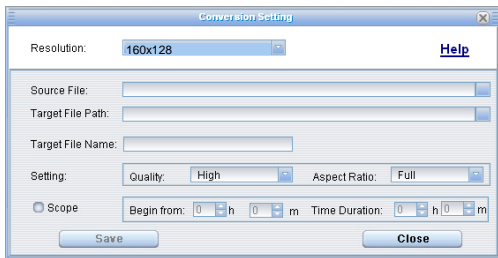 Conversion Setting
Resolution: 160x128 Help
Source File:
Target File Path:
Target File Name:
Setting: Quality: High Aspect Ratio: Full
Scope Begin from: 0 h 0 m Time Duration: 0 h 0 m
Save Close